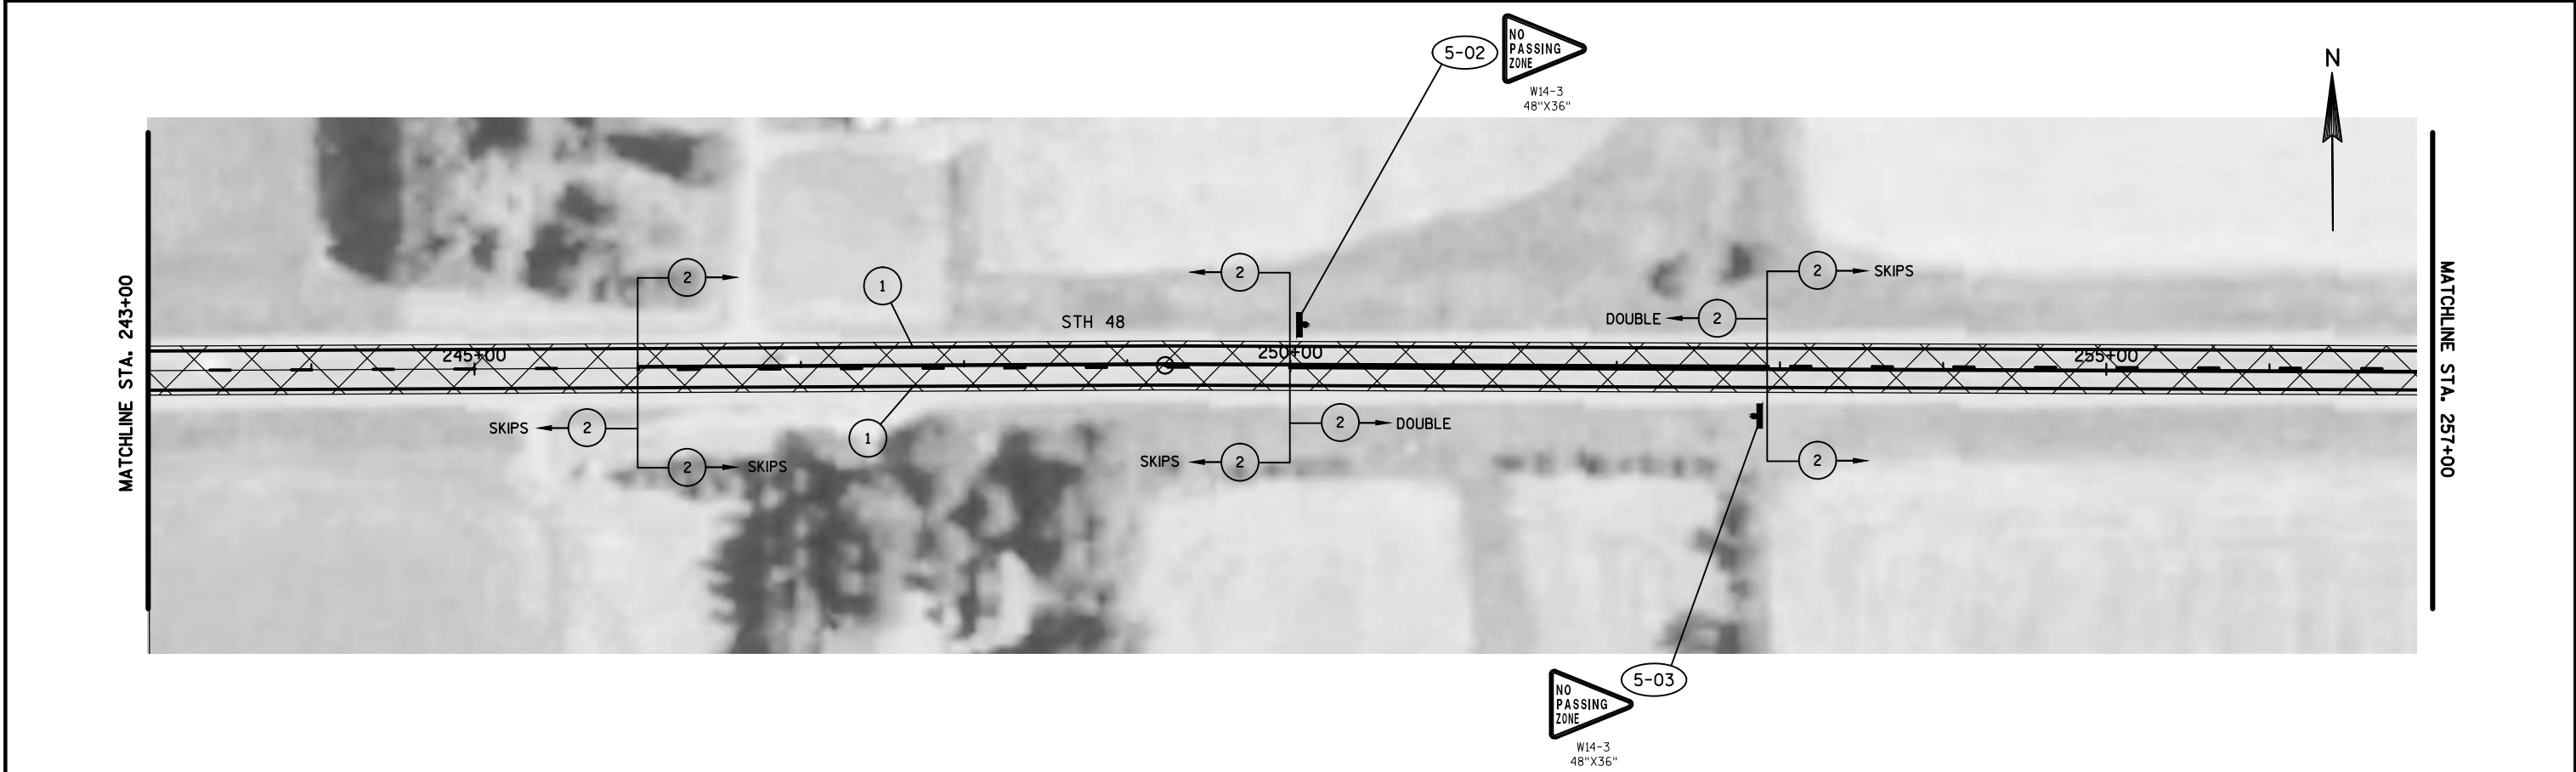 5-02
NO
PASSING
ZONE
W14-3
48"X36"
N
MATCHLINE STA. 243+00
MATCHLINE STA. 257+00
2
1
2
2
SKIPS
DOUBLE
2
STH 48
245+00
250+00
255+00
SKIPS
2
2
SKIPS
1
2
DOUBLE
SKIPS
2
2
5-03
NO
PASSING
ZONE
W14-3
48"X36"